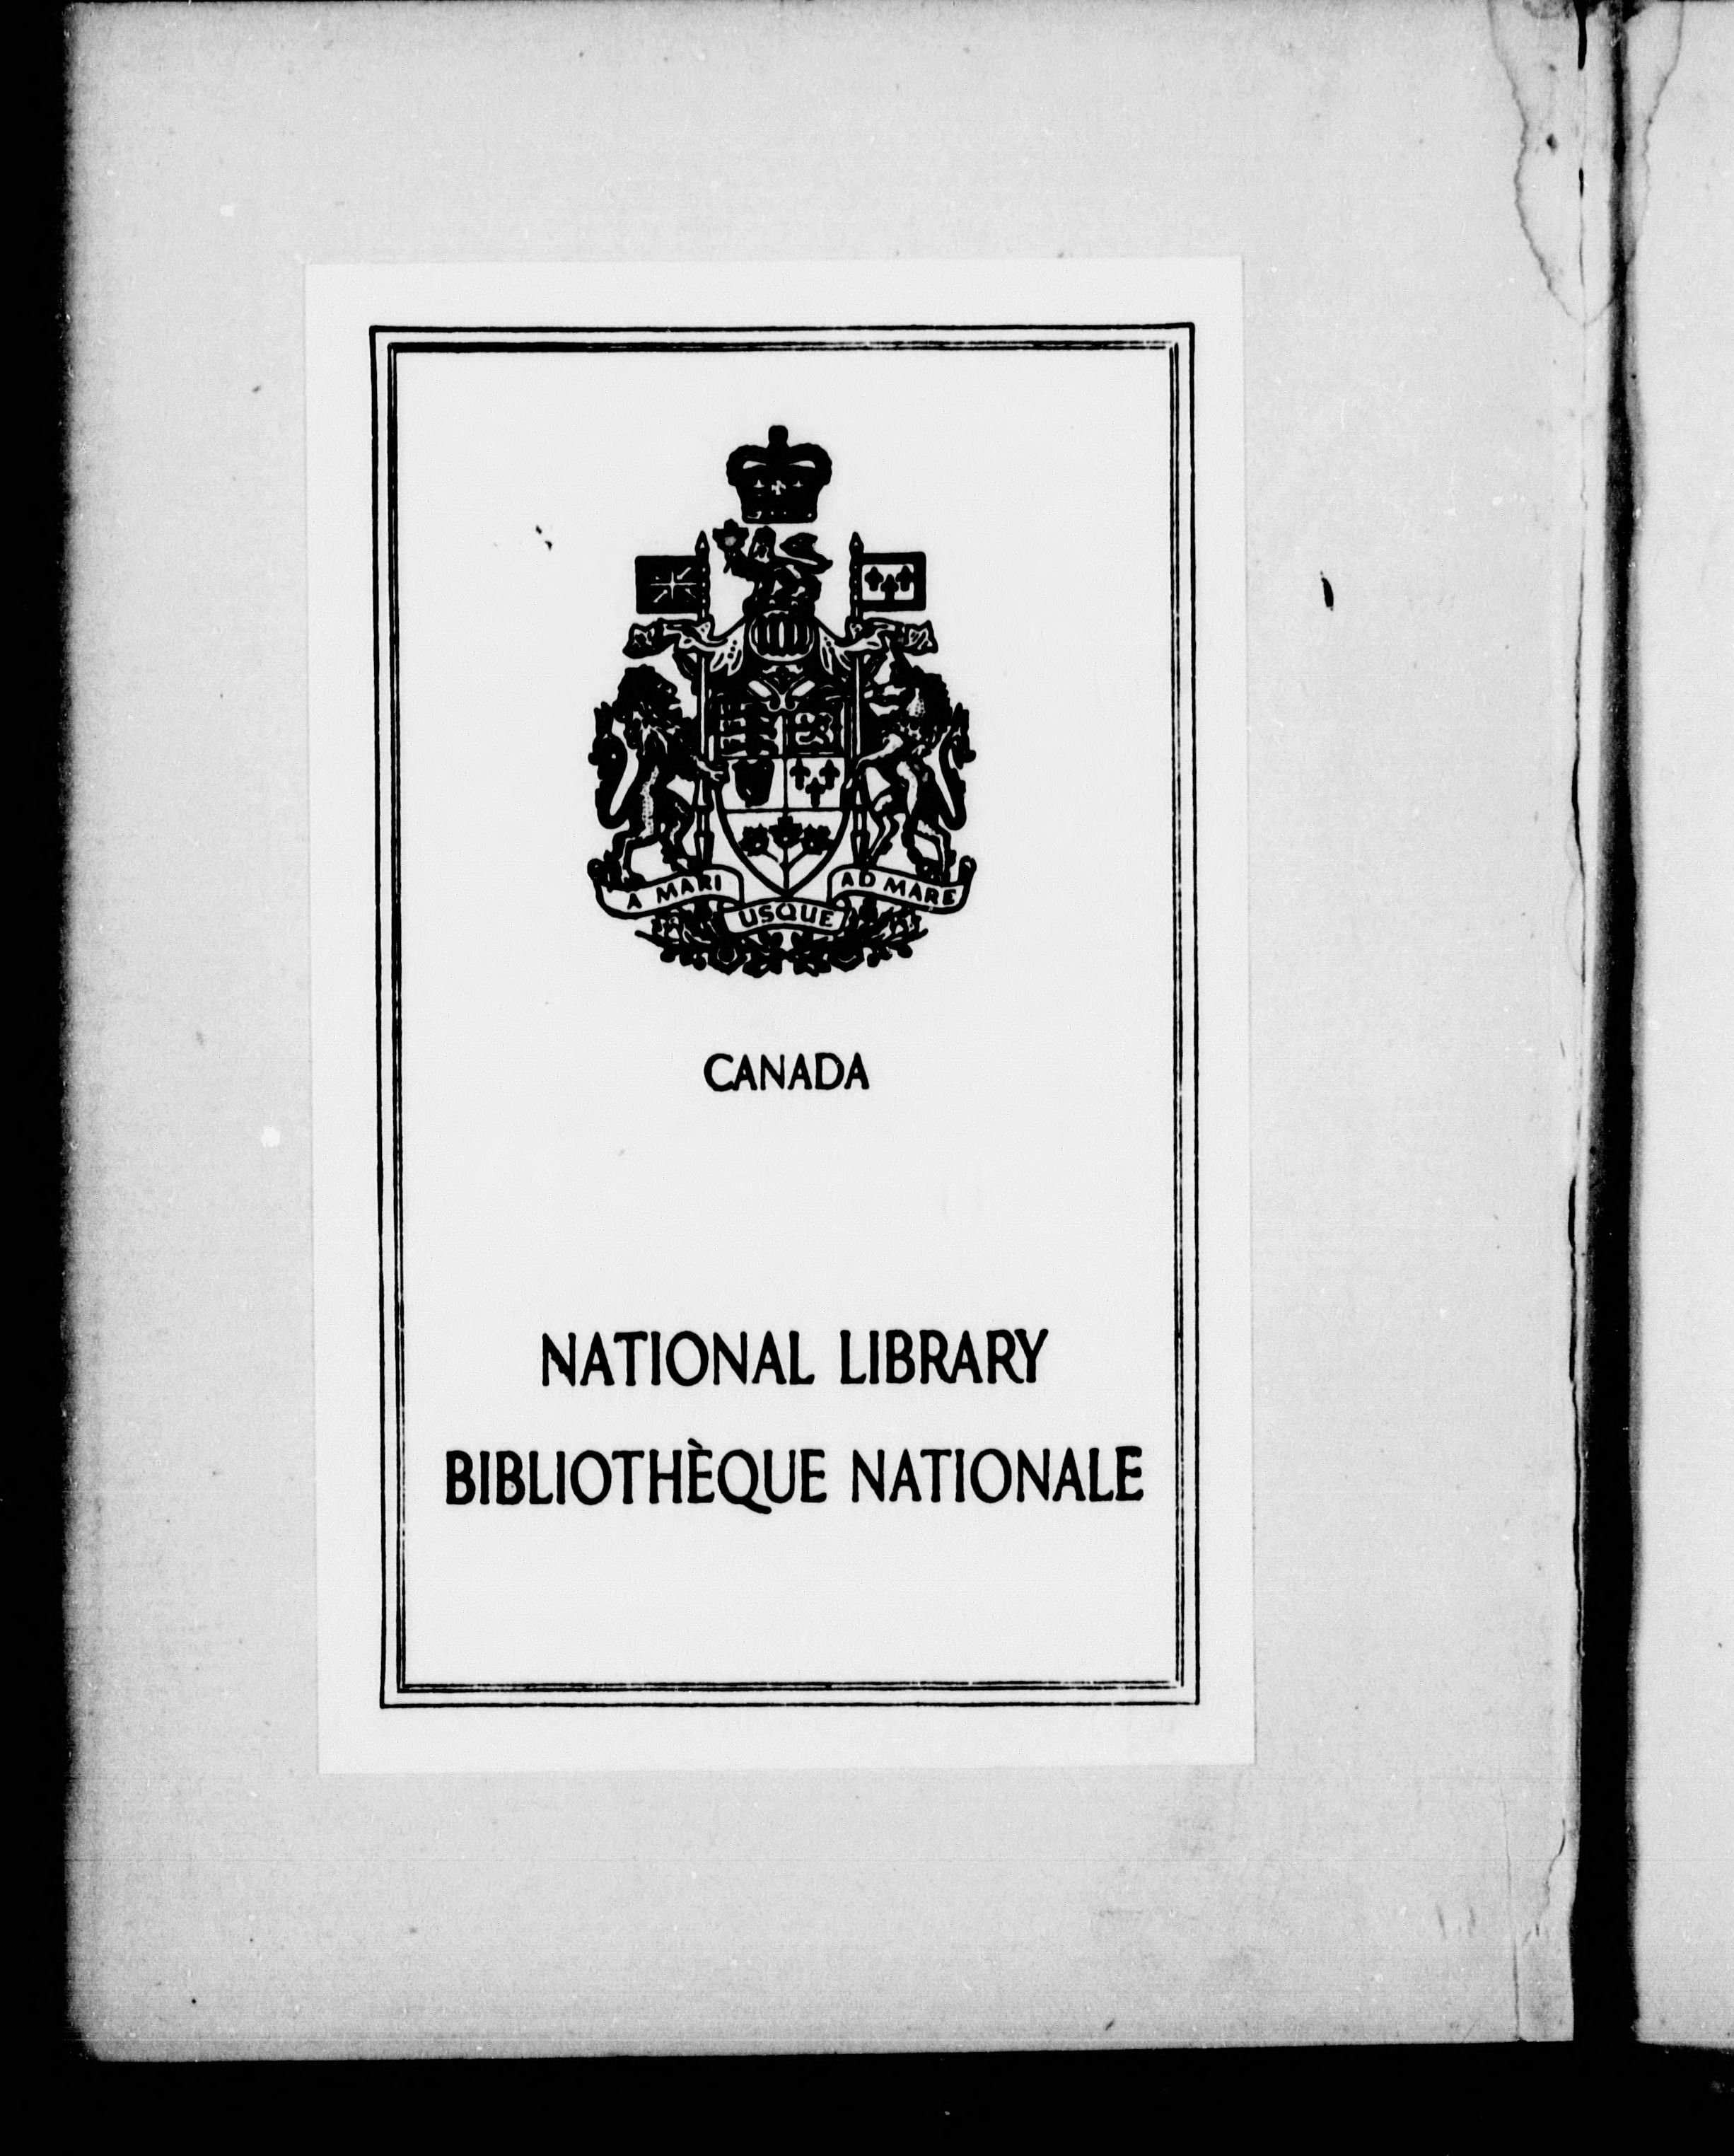 A MARI USQUE AD MARE
CANADA
NATIONAL LIBRARY
BIBLIOTHÈQUE NATIONALE